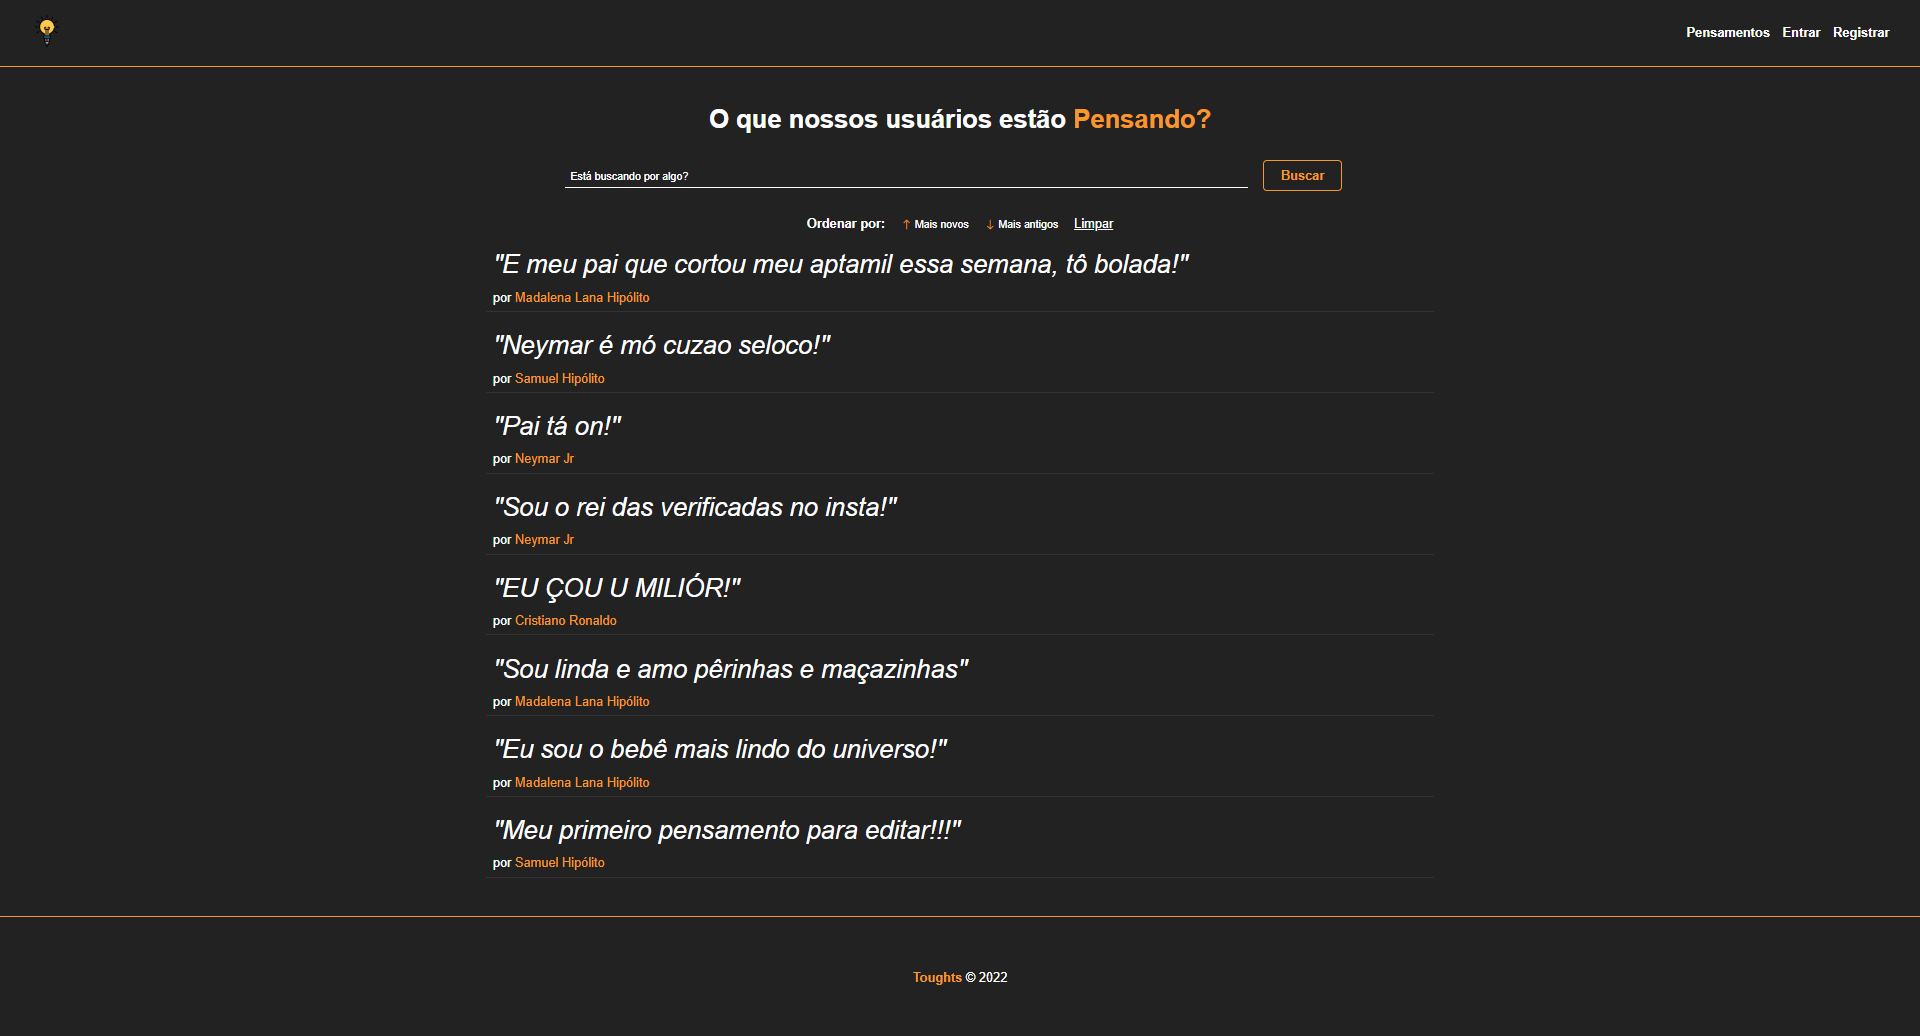 Pensamentos Entrar Registrar
O que nossos usuários estão Pensando?
Está buscando por algo? Buscar
Ordenar por: ↑ Mais novos ↓ Mais antigos Limpar
"E meu pai que cortou meu aptamil essa semana, tô bolada!"
por Madalena Lana Hipólito
"Neymar é mó cuzao seloco!"
por Samuel Hipólito
"Pai tá on!"
por Neymar Jr
"Sou o rei das verificadas no insta!"
por Neymar Jr
"EU ÇOU U MILIÓR!"
por Cristiano Ronaldo
"Sou linda e amo pêrinhas e maçazinhas"
por Madalena Lana Hipólito
"Eu sou o bebê mais lindo do universo!"
por Madalena Lana Hipólito
"Meu primeiro pensamento para editar!!!"
por Samuel Hipólito
Toughts © 2022